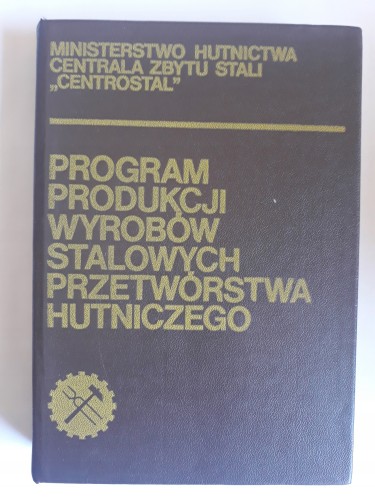 MINISTERSTWO HUTNICTWA
CENTRALA ZBYTU STALI
„CENTROSTAL”
PROGRAM
PRODUKCJI
WYROBÓW
STALOWYCH
PRZETWÓRSTWA
HUTNICZEGO